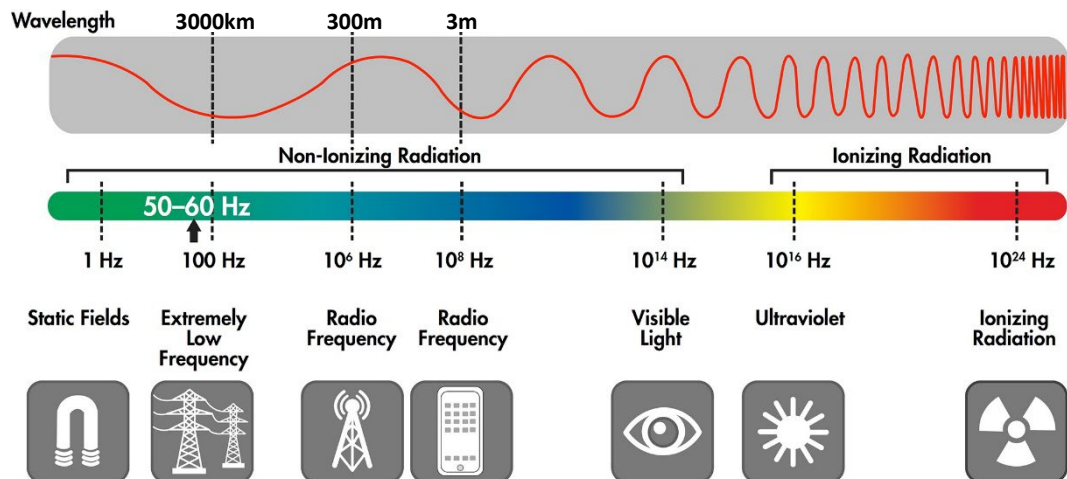 Wavelength 3000km 300m 3m
Non-Ionizing Radiation Ionizing Radiation
50–60 Hz
1 Hz 100 Hz 10⁶ Hz 10⁸ Hz 10¹⁴ Hz 10¹⁶ Hz 10²⁴ Hz
Static Fields
Extremely
Low
Frequency
Radio
Frequency
Radio
Frequency
Visible
Light
Ultraviolet
Ionizing
Radiation